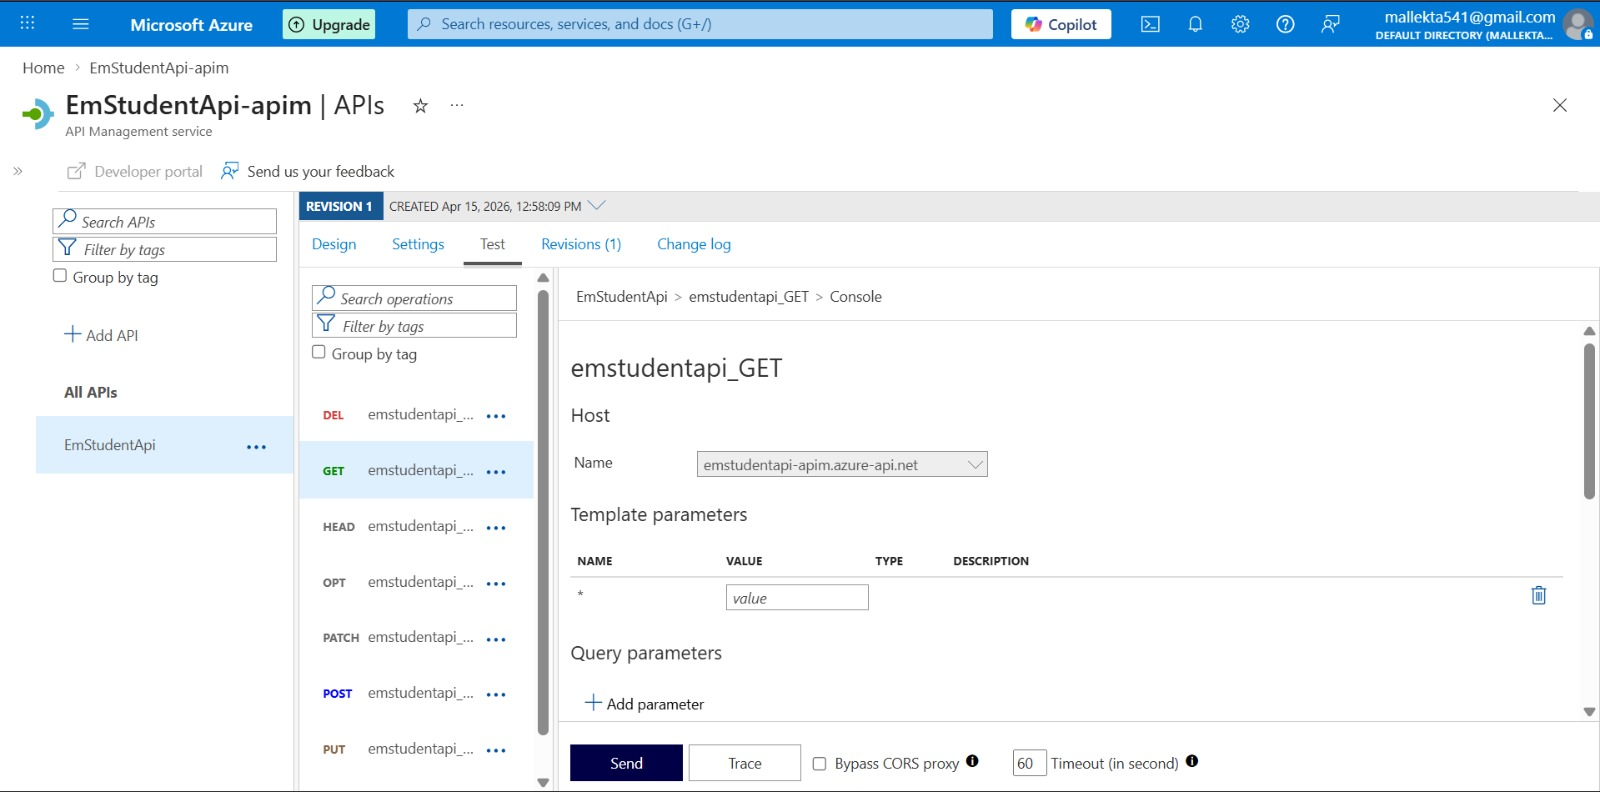 Microsoft Azure
Upgrade
Search resources, services, and docs (G+/)
Copilot
mallekta541@gmail.com
DEFAULT DIRECTORY (MALLEKTA...
Home > EmStudentApi-apim
EmStudentApi-apim | APIs
API Management service
Developer portal
Send us your feedback
Search APIs
Filter by tags
Group by tag
Add API
All APIs
EmStudentApi
REVISION 1
CREATED Apr 15, 2026, 12:58:09 PM
Design
Settings
Test
Revisions (1)
Change log
Search operations
Filter by tags
Group by tag
DEL emstudentapi_...
GET emstudentapi_...
HEAD emstudentapi_...
OPT emstudentapi_...
PATCH emstudentapi_...
POST emstudentapi_...
PUT emstudentapi_...
EmStudentApi > emstudentapi_GET > Console
emstudentapi_GET
Host
Name
emstudentapi-apim.azure-api.net
Template parameters
NAME VALUE TYPE DESCRIPTION
* value
Query parameters
Add parameter
Send
Trace
Bypass CORS proxy
60
Timeout (in second)